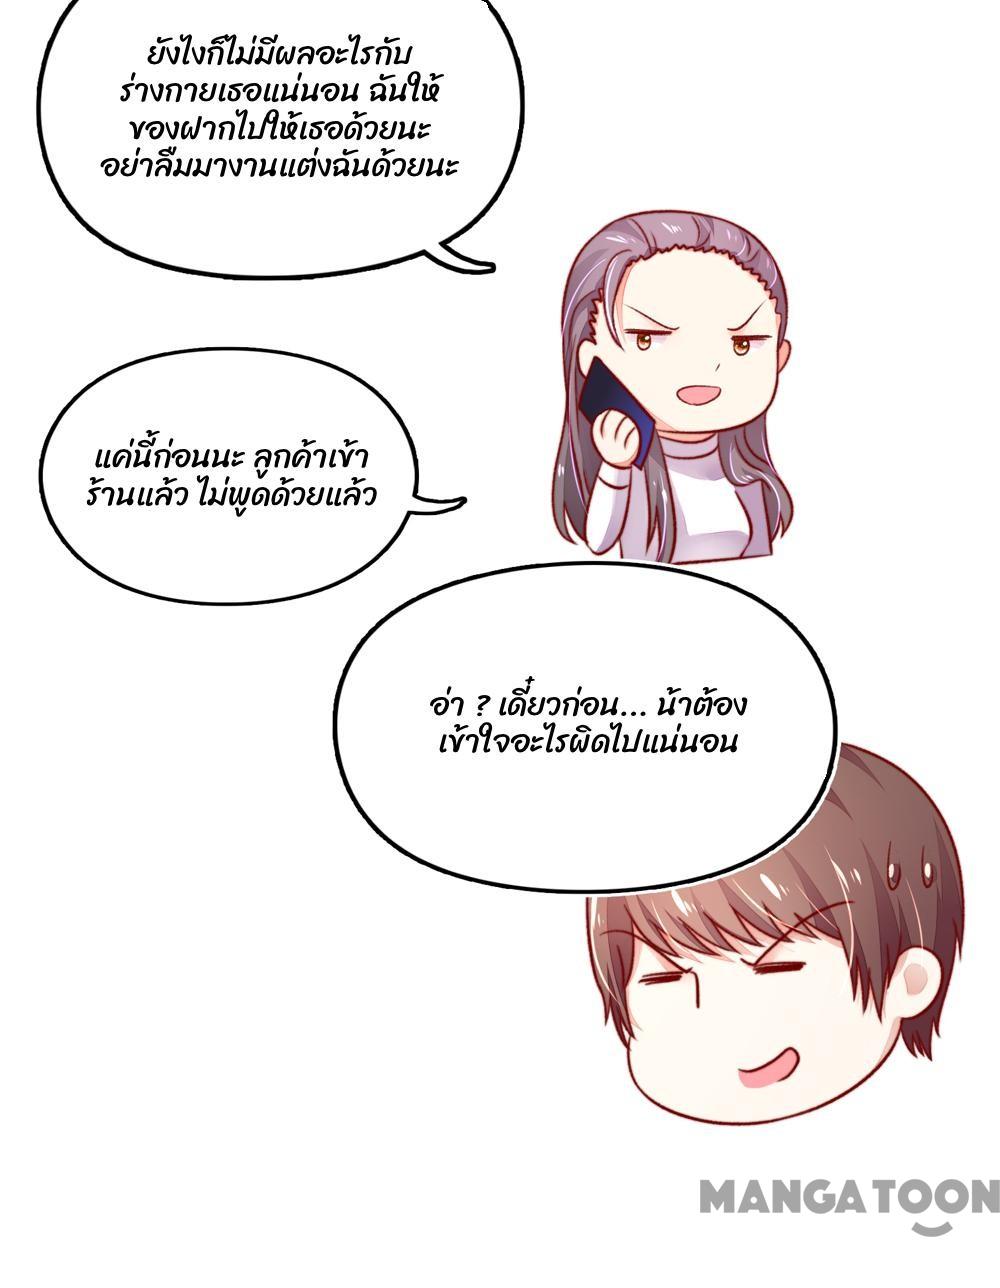 ยังไงก็ไม่มีผลอะไรกับ
ร่างกายเธอแน่นอน ฉันให้
ของฝากไปให้เธอด้วยนะ
อย่าลืมมางานแต่งฉันด้วยนะ
แค่นี้ก่อนนะ ลูกค้าเข้า
ร้านแล้ว ไม่พูดด้วยแล้ว
อ่า ? เดี๋ยวก่อน... น้าต้อง
เข้าใจอะไรผิดไปแน่นอน
MANGATOON